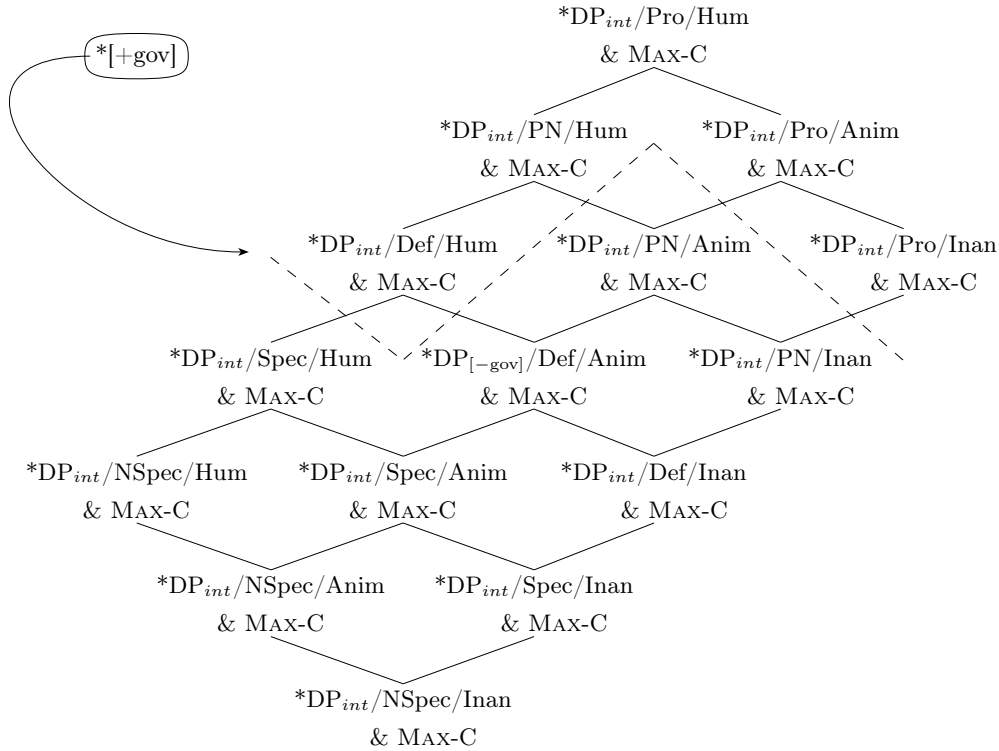 *DP_int/Pro/Hum
& MAX-C
*[+gov]
*DP_int/PN/Hum *DP_int/Pro/Anim
& MAX-C & MAX-C
*DP_int/Def/Hum *DP_int/PN/Anim *DP_int/Pro/Inan
& MAX-C & MAX-C & MAX-C
*DP_int/Spec/Hum *DP_[−gov]/Def/Anim *DP_int/PN/Inan
& MAX-C & MAX-C & MAX-C
*DP_int/NSpec/Hum *DP_int/Spec/Anim *DP_int/Def/Inan
& MAX-C & MAX-C & MAX-C
*DP_int/NSpec/Anim *DP_int/Spec/Inan
& MAX-C & MAX-C
*DP_int/NSpec/Inan
& MAX-C